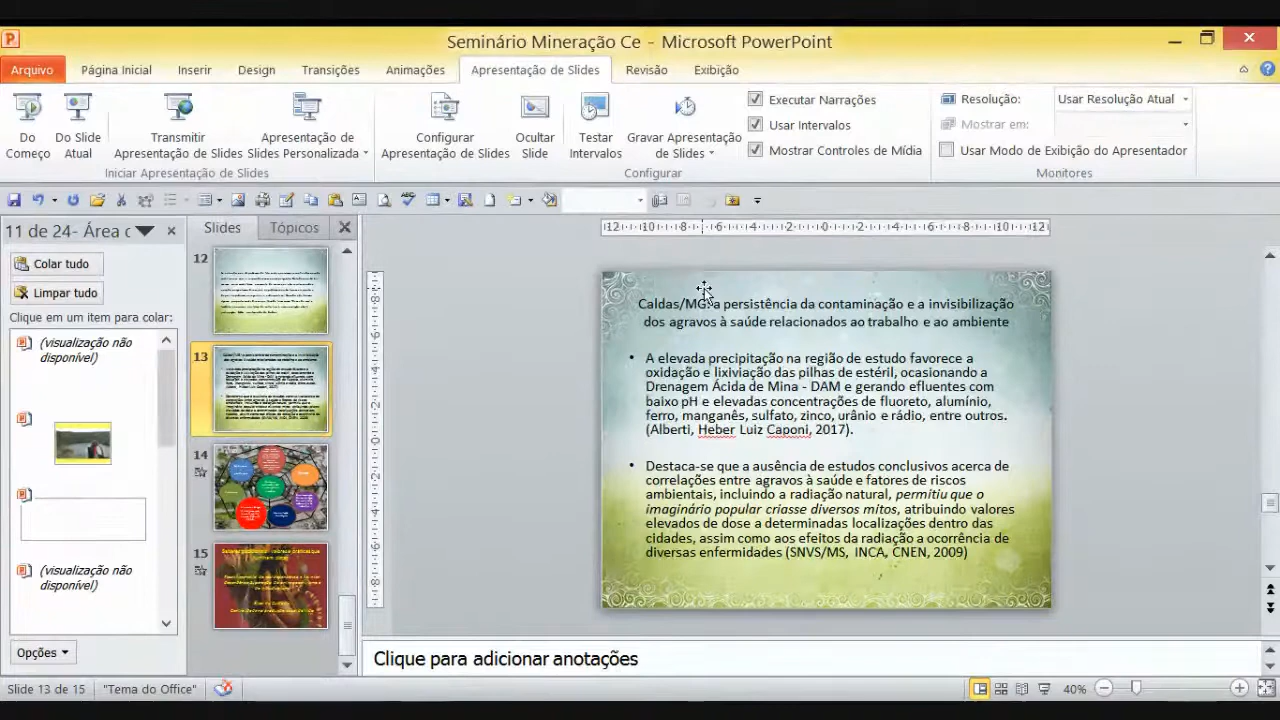 Seminário Mineração Ce - Microsoft PowerPoint
Arquivo Página Inicial Inserir Design Transições Animações Apresentação de Slides Revisão Exibição
Do Começo
Do Slide Atual
Transmitir Apresentação de Slides
Apresentação de Slides Personalizada
Configurar Apresentação de Slides
Ocultar Slide
Testar Intervalos
Gravar Apresentação de Slides
Executar Narrações
Usar Intervalos
Mostrar Controles de Mídia
Resolução: Usar Resolução Atual
Mostrar em:
Usar Modo de Exibição do Apresentador
Iniciar Apresentação de Slides
Configurar
Monitores
11 de 24- Área
Colar tudo
Limpar tudo
Clique em um item para colar:
(visualização não
disponível)
(visualização não
disponível)
Opções
Slides Tópicos
12
13
14
15
Caldas/MG a persistência da contaminação e a invisibilização
dos agravos à saúde relacionados ao trabalho e ao ambiente
• A elevada precipitação na região de estudo favorece a
oxidação e lixiviação das pilhas de estéril, ocasionando a
Drenagem Ácida de Mina - DAM e gerando efluentes com
baixo pH e elevadas concentrações de fluoreto, alumínio,
ferro, manganês, sulfato, zinco, urânio e rádio, entre outros.
(Alberti, Heber Luiz Caponi, 2017).
• Destaca-se que a ausência de estudos conclusivos acerca de
correlações entre agravos à saúde e fatores de riscos
ambientais, incluindo a radiação natural, permitiu que o
imaginário popular criasse diversos mitos, atribuindo valores
elevados de dose a determinadas localizações dentro das
cidades, assim como aos efeitos da radiação a ocorrência de
diversas enfermidades (SNVS/MS, INCA, CNEN, 2009)
Clique para adicionar anotações
Slide 13 de 15 "Tema do Office" 40%